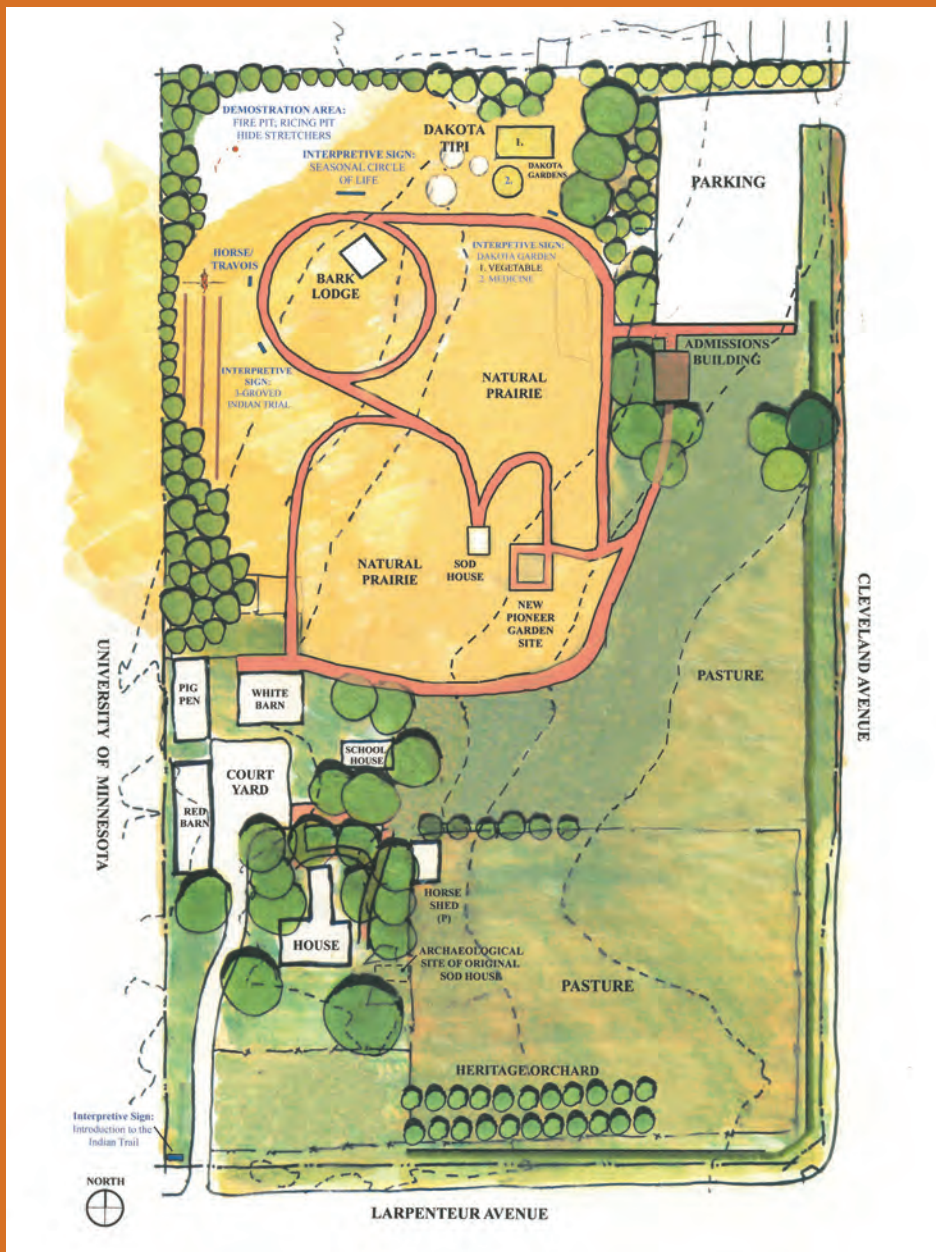 DEMOSTRATION AREA:
FIRE PIT; RICING PIT
HIDE STRETCHERS
DAKOTA
TIPI
1.
2.
DAKOTA
GARDENS
INTERPRETIVE SIGN:
SEASONAL CIRCLE
OF LIFE
PARKING
HORSE/
TRAVOIS
BARK
LODGE
INTERPETIVE SIGN:
DAKOTA GARDEN
1. VEGETABLE
2. MEDICINE
ADMISSIONS
BUILDING
INTERPRETIVE
SIGN:
3-GROVED
INDIAN TRIAL
NATURAL
PRAIRIE
NATURAL
PRAIRIE
SOD
HOUSE
NEW
PIONEER
GARDEN
SITE
CLEVELAND AVENUE
UNIVERSITY OF MINNESOTA
PASTURE
PIG
PEN
WHITE
BARN
SCHOOL
HOUSE
COURT
YARD
RED
BARN
HORSE
SHED
(P)
HOUSE
ARCHAEOLOGICAL
SITE OF ORIGINAL
SOD HOUSE
PASTURE
HERITAGE ORCHARD
Interpretive Sign:
Introduction to the
Indian Trail
NORTH
LARPENTEUR AVENUE